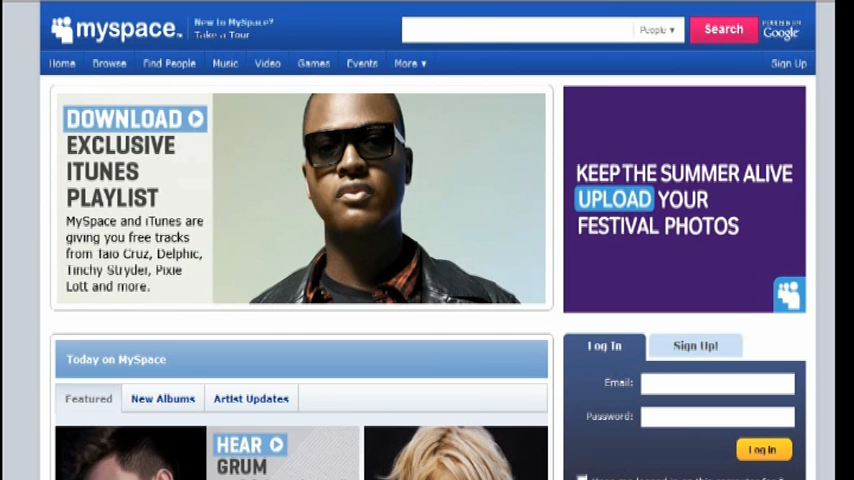 myspace.
New to MySpace?
Take a Tour
People
Search
Google
Home Browse Find People Music Video Games Events More
Sign Up
DOWNLOAD
EXCLUSIVE
ITUNES
PLAYLIST
MySpace and iTunes are
giving you free tracks
from Taio Cruz, Delphic,
Tinchy Stryder, Pixie
Lott and more.
KEEP THE SUMMER ALIVE
UPLOAD YOUR
FESTIVAL PHOTOS
Today on MySpace
Featured New Albums Artist Updates
HEAR
GRUM
Log In Sign Up!
Email:
Password:
Log In